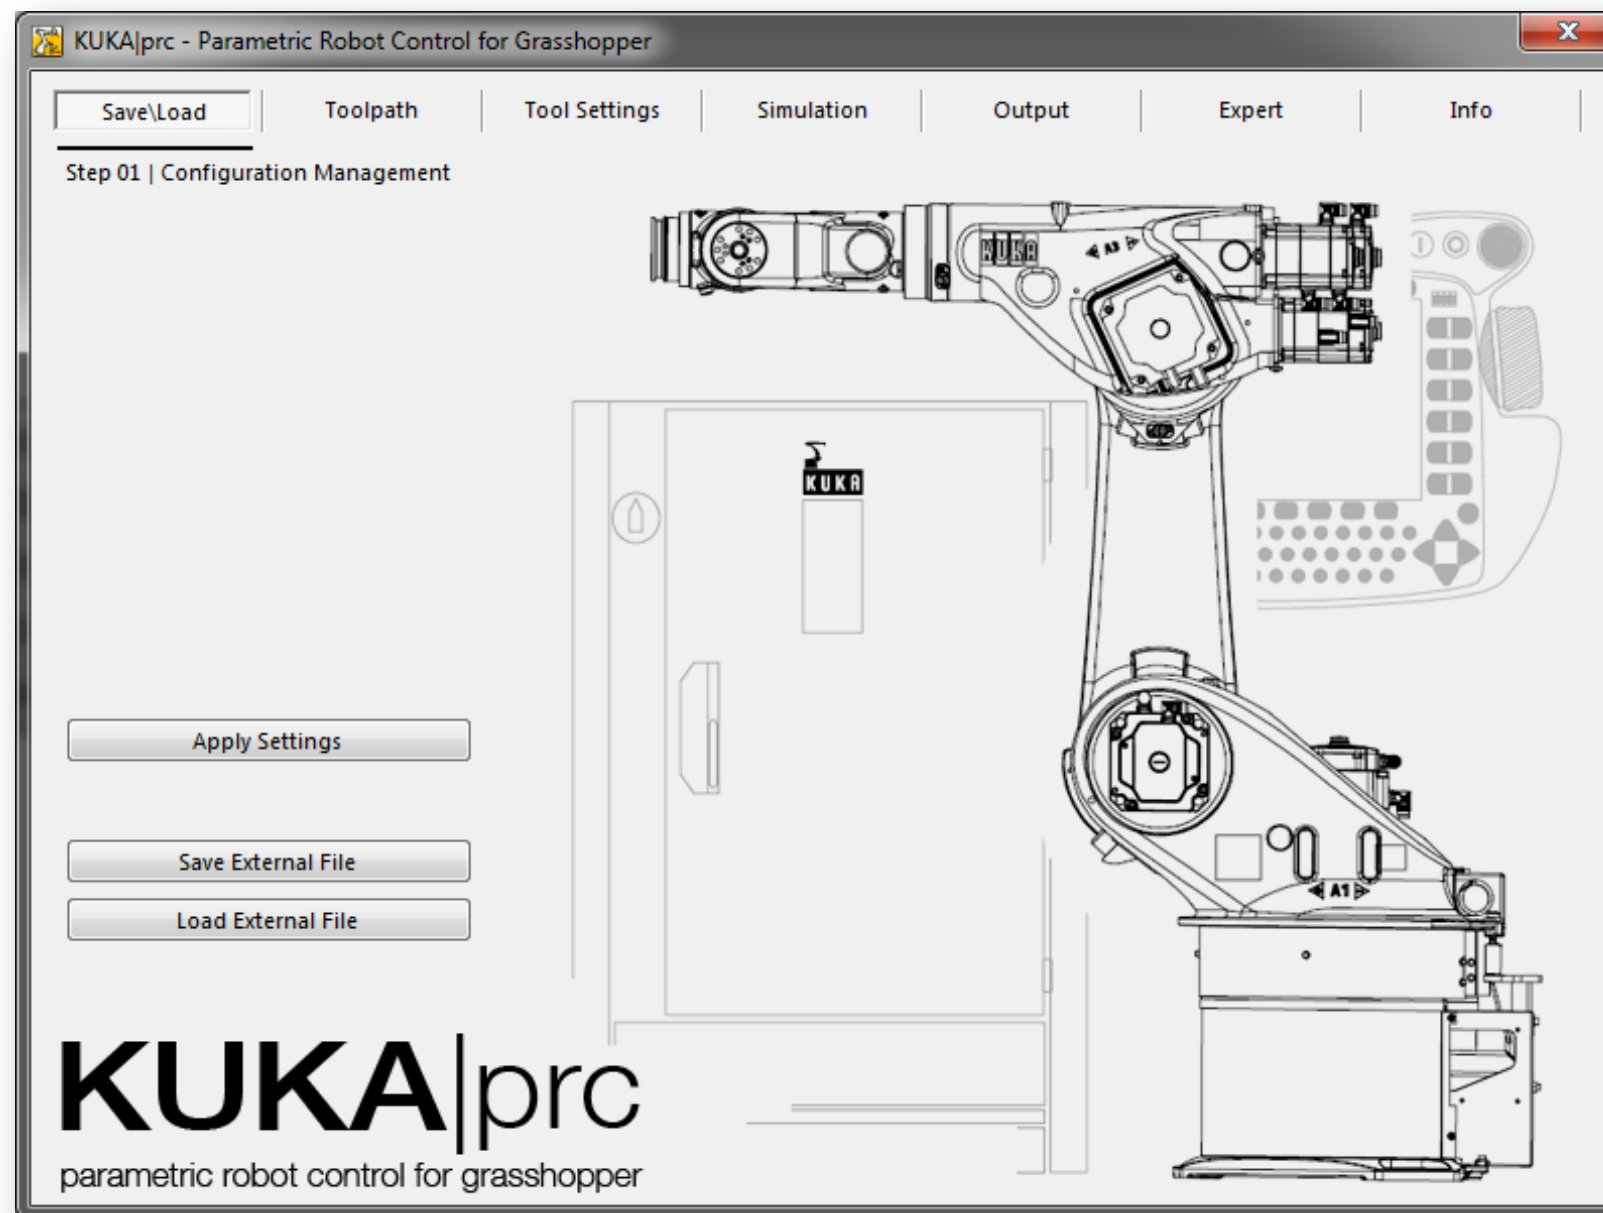 KUKA|prc - Parametric Robot Control for Grasshopper
Save\Load Toolpath Tool Settings Simulation Output Expert Info
Step 01 | Configuration Management
KUKA
A3
KUKA
Apply Settings
A1
Save External File
Load External File
KUKA|prc
parametric robot control for grasshopper